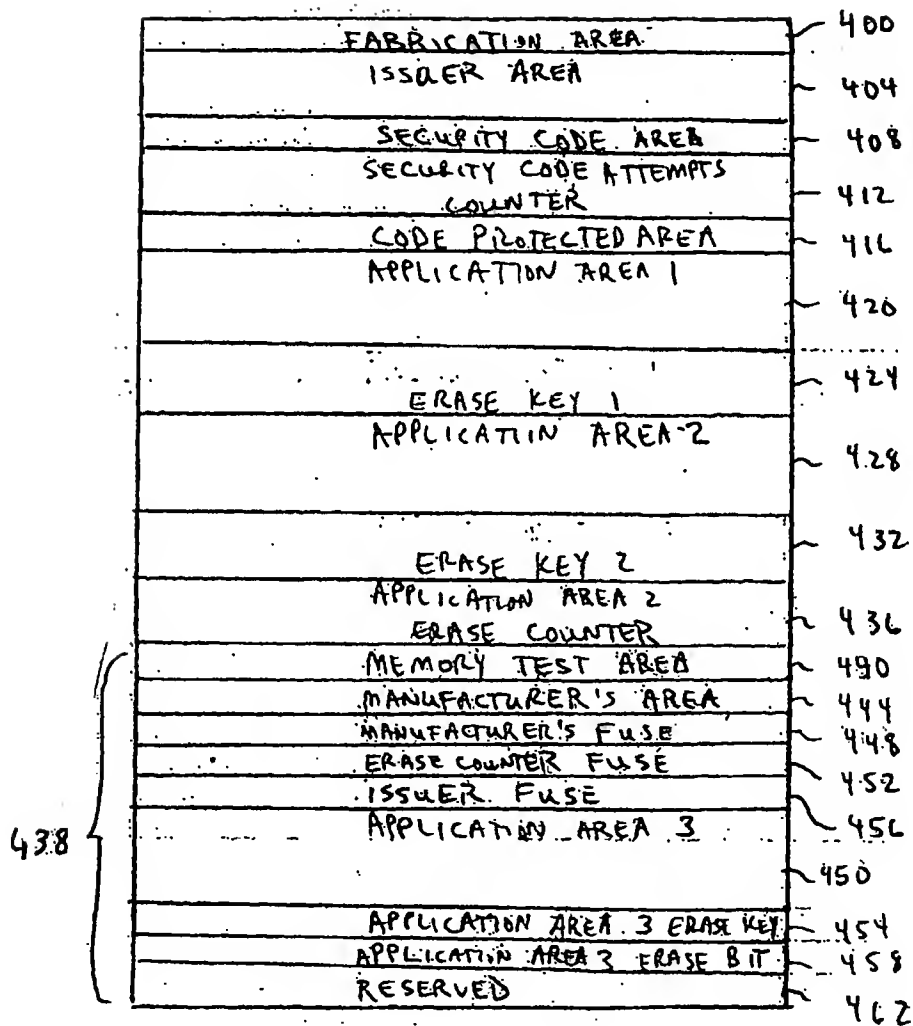 FABRICATION AREA 400
ISSUER AREA 404
SECURITY CODE AREA 408
SECURITY CODE ATTEMPTS
COUNTER 412
CODE PROTECTED AREA 416
APPLICATION AREA 1
420
424
ERASE KEY 1
APPLICATION AREA 2
428
432
ERASE KEY 2
APPLICATION AREA 2
ERASE COUNTER 436
MEMORY TEST AREA 490
MANUFACTURER'S AREA 444
MANUFACTURER'S FUSE 448
ERASE COUNTER FUSE 452
ISSUER FUSE 456
438
APPLICATION AREA 3
450
APPLICATION AREA 3 ERASE KEY 454
APPLICATION AREA 3 ERASE BIT 458
RESERVED 462